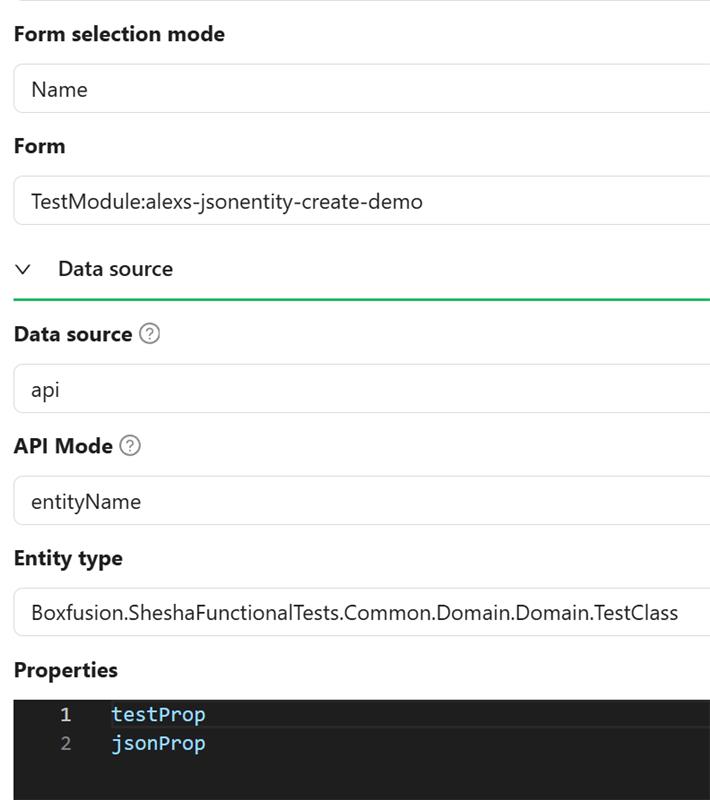 Form selection mode
Name
Form
TestModule:alexs-jsonentity-create-demo
Data source
Data source ?
api
API Mode ?
entityName
Entity type
Boxfusion.SheshaFunctionalTests.Common.Domain.Domain.TestClass
Properties
1 testProp
2 jsonProp